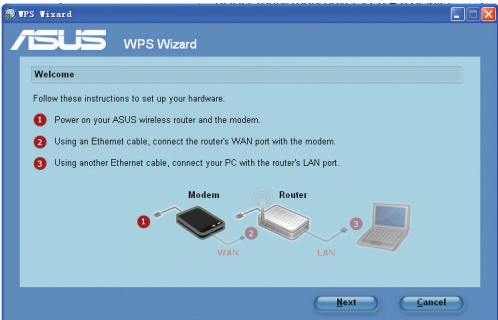 WPS Wizard
ASUS WPS Wizard
Welcome
Follow these instructions to set up your hardware.
1 Power on your ASUS wireless router and the modem.
2 Using an Ethernet cable, connect the router's WAN port with the modem.
3 Using another Ethernet cable, connect your PC with the router's LAN port.
Modem Router
1 2 3
WAN LAN
Next Cancel